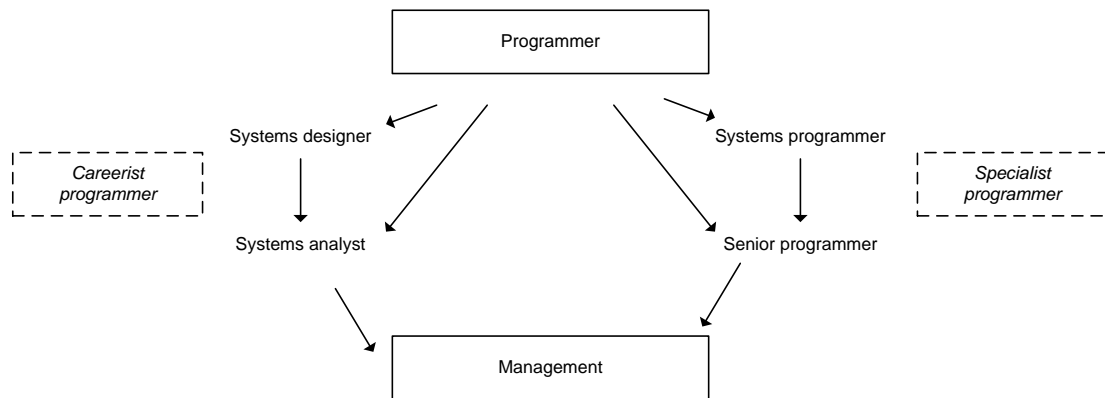 Programmer
Systems designer
Systems programmer
Careerist
programmer
Specialist
programmer
Systems analyst
Senior programmer
Management